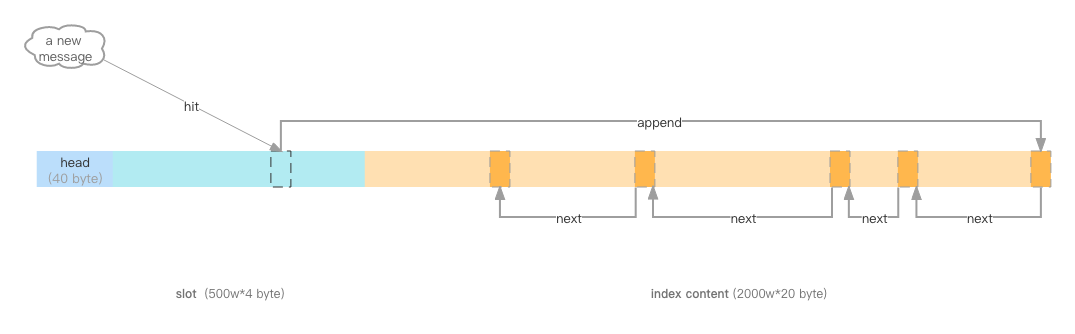 a new
message
hit
append
head
(40 byte)
next
next
next
next
slot (500w*4 byte)
index content (2000w*20 byte)